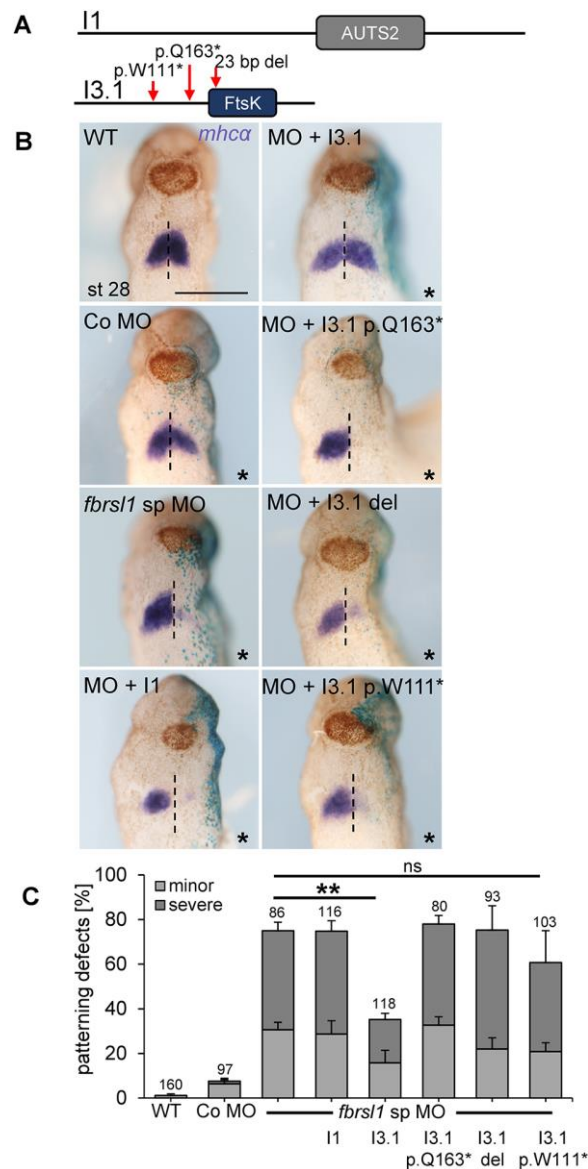 A
I1
AUTS2
p.Q163*
p.W111*
23 bp del
I3.1
FtsK
B
WT
mhcα
st 28
MO + I3.1
*
Co MO
*
MO + I3.1 p.Q163*
*
fbrsl1 sp MO
*
MO + I3.1 del
*
MO + I1
*
MO + I3.1 p.W111*
*
C
patterning defects [%]
100
80
60
40
20
0
minor
severe
ns
**
160
97
86
116
118
80
93
103
WT
Co MO
fbrsl1 sp MO
I1
I3.1
I3.1
p.Q163*
I3.1
del
I3.1
p.W111*